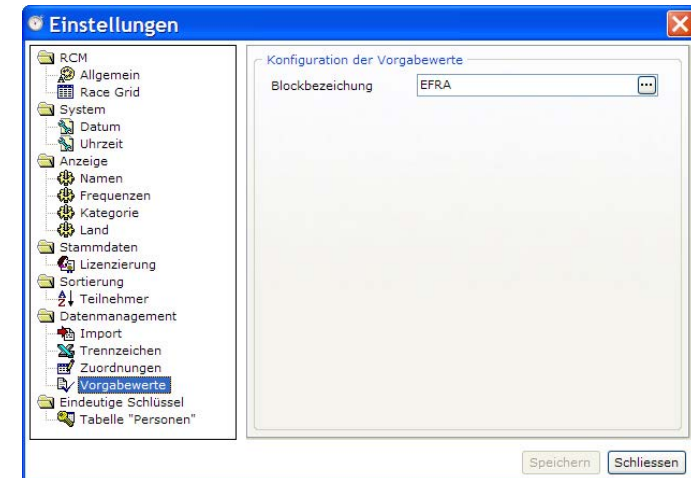 Einstellungen
RCM
Allgemein
Race Grid
System
Datum
Uhrzeit
Anzeige
Namen
Frequenzen
Kategorie
Land
Stammdaten
Lizenzierung
Sortierung
Teilnehmer
Datenmanagement
Import
Trennzeichen
Zuordnungen
Vorgabewerte
Eindeutige Schlüssel
Tabelle "Personen"
Konfiguration der Vorgabewerte
Blockbezeichung EFRA ...
Speichern Schliessen